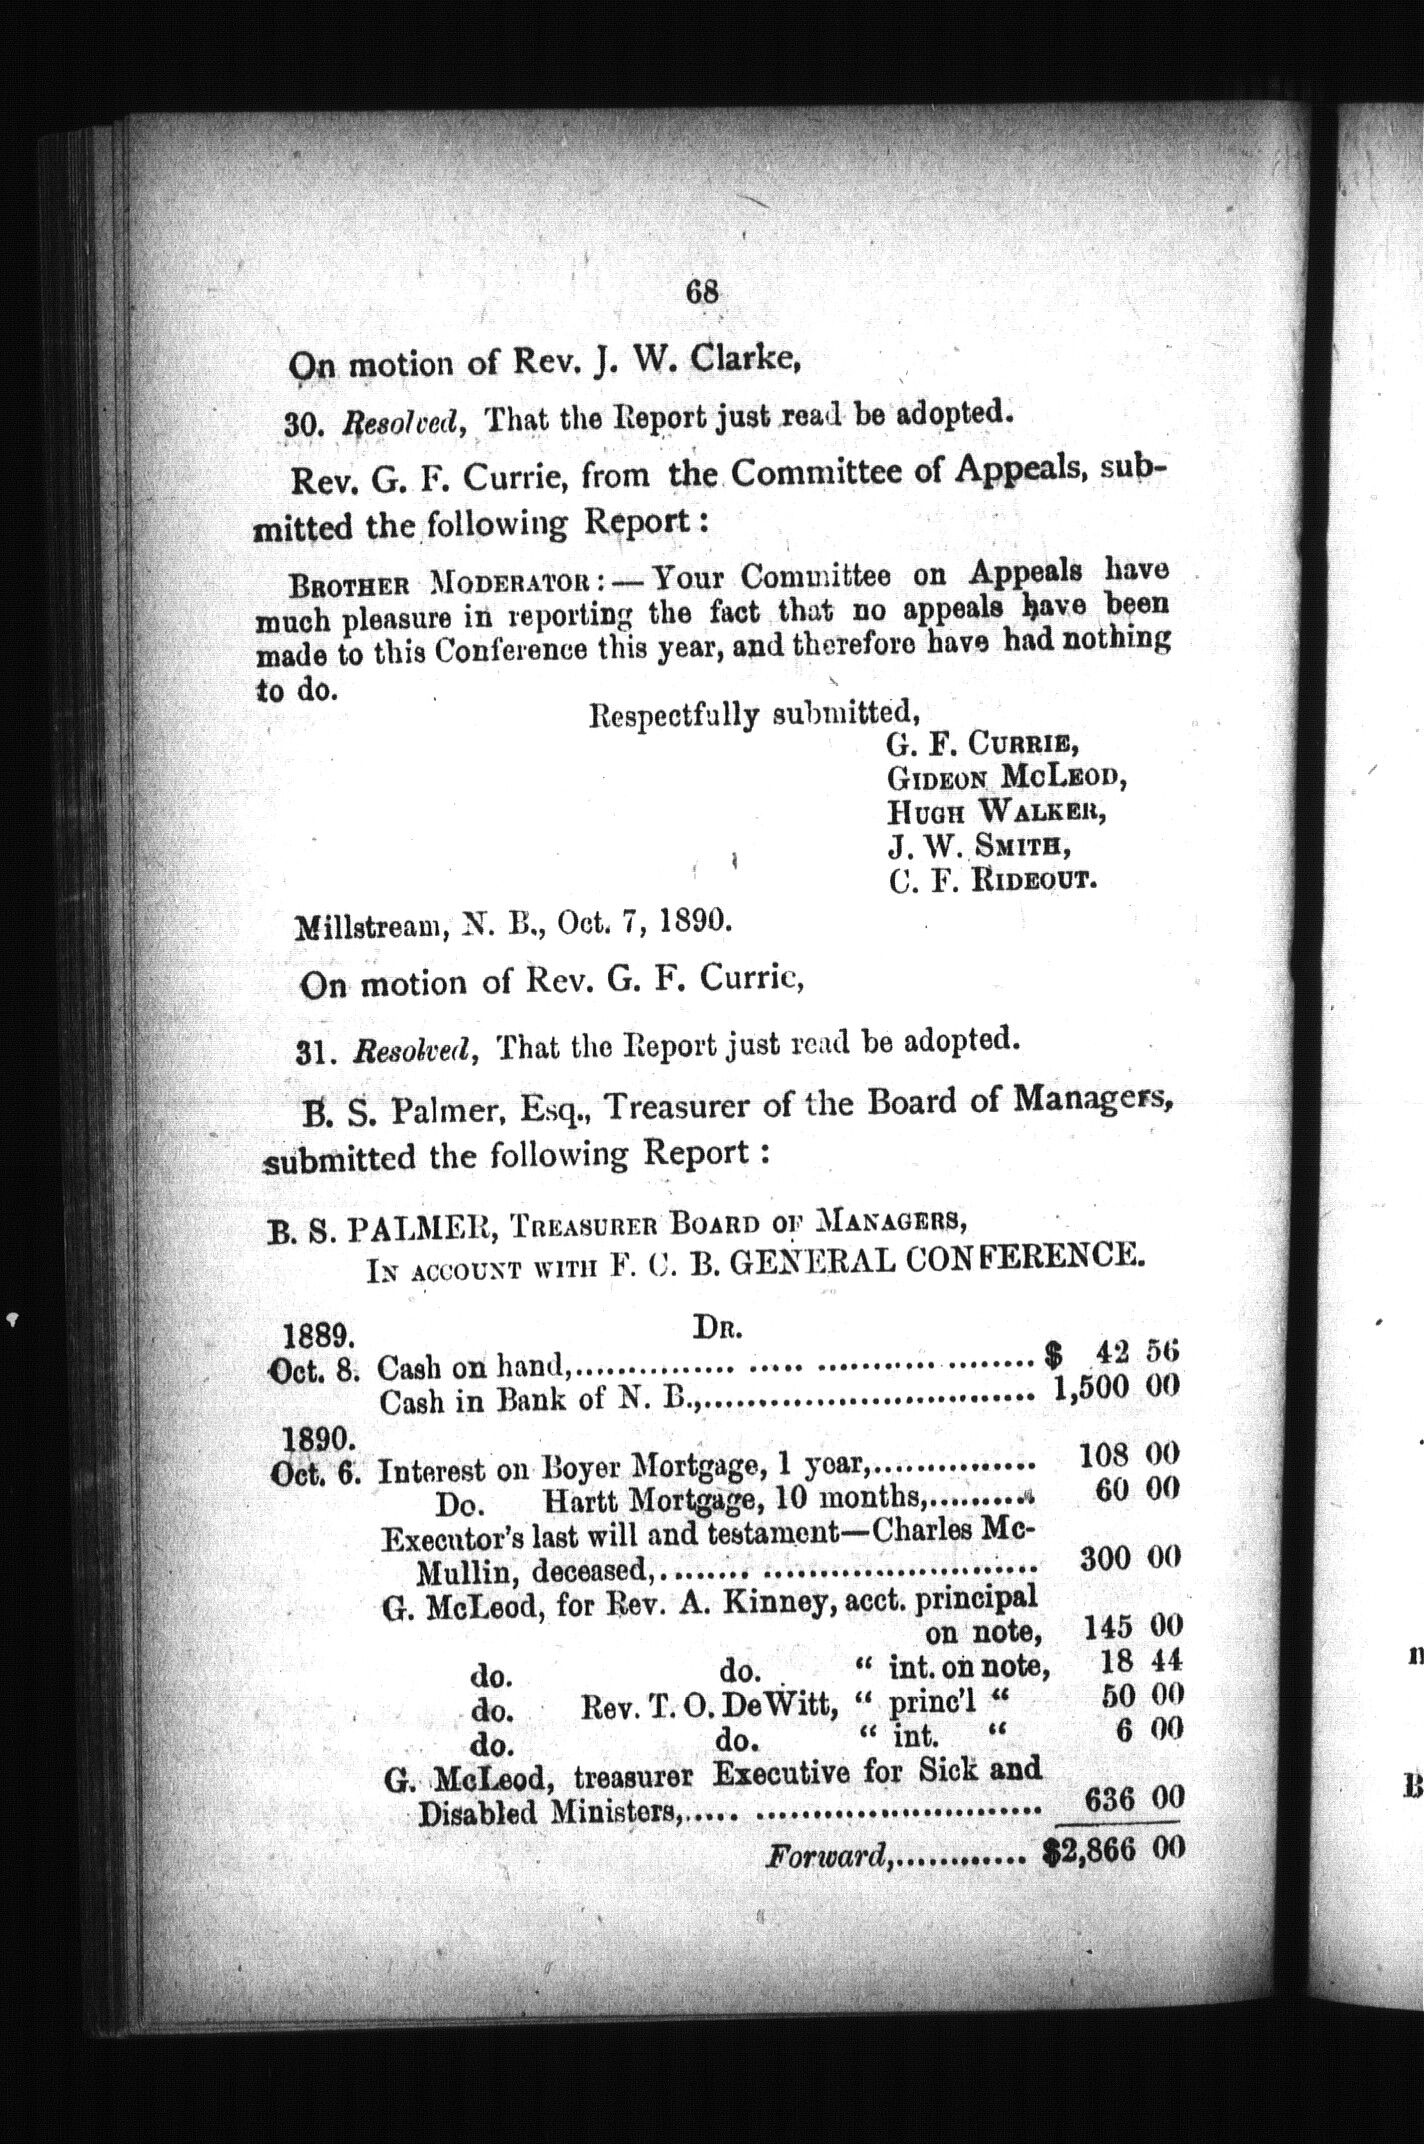 68
On motion of Rev. J. W. Clarke,
30. Resolved, That the Report just read be adopted.
Rev. G. F. Currie, from the Committee of Appeals, sub-
mitted the following Report :
BROTHER MODERATOR : — Your Committee on Appeals have
much pleasure in reporting the fact that no appeals have been
made to this Conference this year, and therefore have had nothing
to do.
Respectfully submitted,
G. F. CURRIE,
GIDEON MCLEOD,
HUGH WALKER,
J. W. SMITH,
C. F. RIDEOUT.
Millstream, N. B., Oct. 7, 1890.
On motion of Rev. G. F. Currie,
31. Resolved, That the Report just read be adopted.
B. S. Palmer, Esq., Treasurer of the Board of Managers,
submitted the following Report :
B. S. PALMER, TREASURER BOARD OF MANAGERS,
IN ACCOUNT WITH F. C. B. GENERAL CONFERENCE.
1889. DR.
Oct. 8. Cash on hand,.................................... $ 42 56
Cash in Bank of N. B.,.............................. 1,500 00
1890.
Oct. 6. Interest on Boyer Mortgage, 1 year,............... 108 00
Do. Hartt Mortgage, 10 months,.......... 60 00
Executor's last will and testament—Charles Mc-
Mullin, deceased,................................. 300 00
G. McLeod, for Rev. A. Kinney, acct. principal
on note, 145 00
do. do. " int. on note, 18 44
do. Rev. T. O. DeWitt, " princ'l " 50 00
do. do. " int. " 6 00
G. McLeod, treasurer Executive for Sick and
Disabled Ministers,............................... 636 00
Forward,............ $2,866 00
n
B